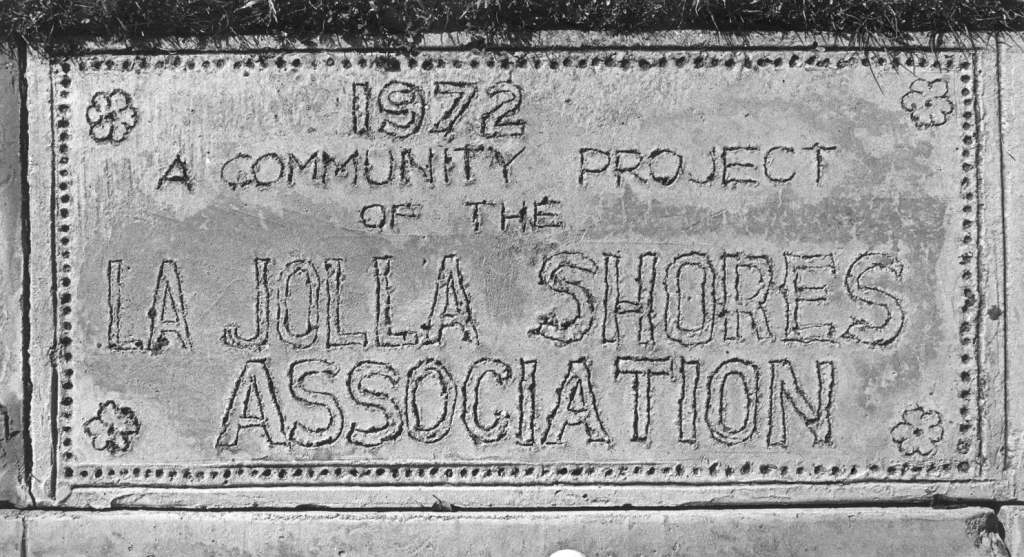 1972
A COMMUNITY PROJECT
OF THE
LA JOLLA SHORES
ASSOCIATION